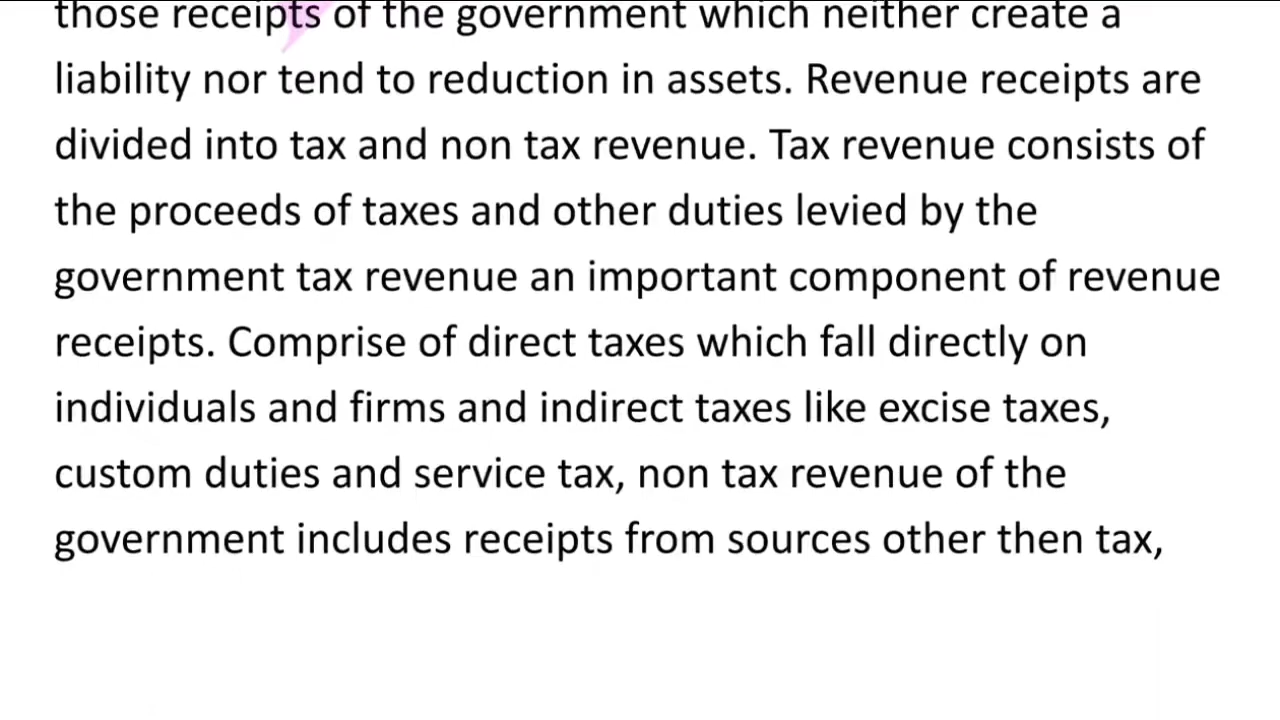 those receipts of the government which neither create a
liability nor tend to reduction in assets. Revenue receipts are
divided into tax and non tax revenue. Tax revenue consists of
the proceeds of taxes and other duties levied by the
government tax revenue an important component of revenue
receipts. Comprise of direct taxes which fall directly on
individuals and firms and indirect taxes like excise taxes,
custom duties and service tax, non tax revenue of the
government includes receipts from sources other then tax,